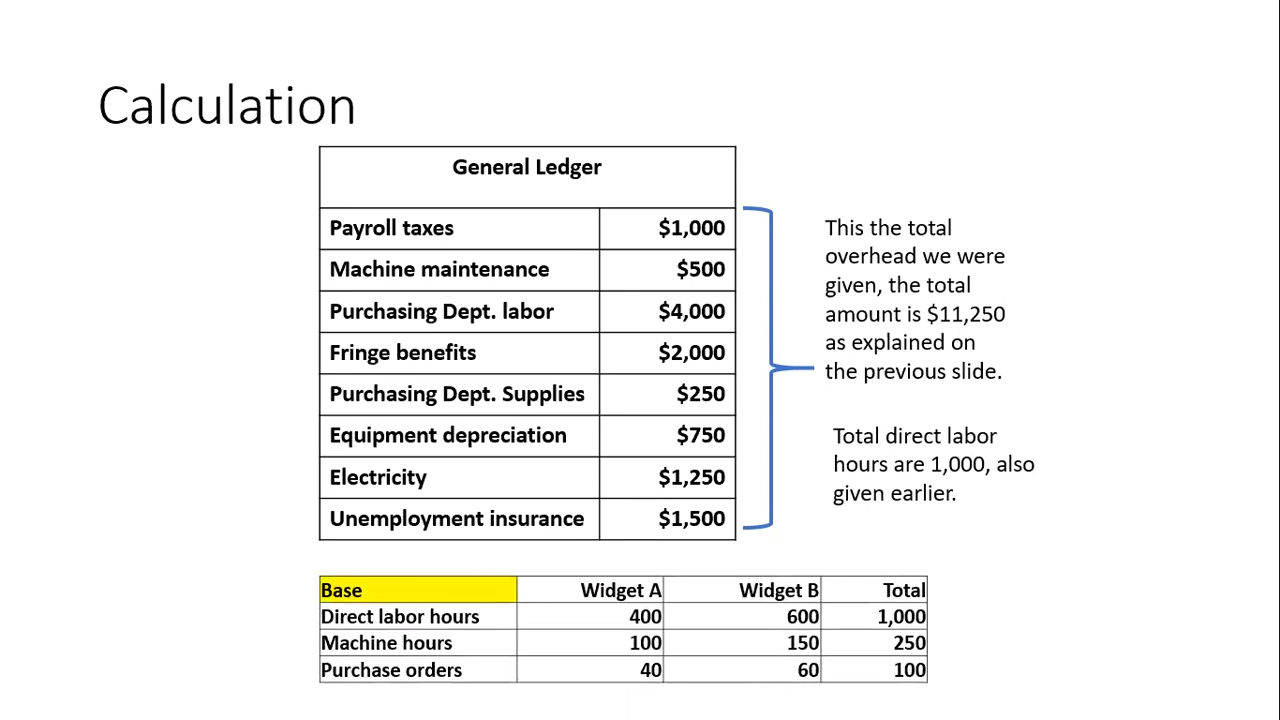 Calculation
General Ledger
Payroll taxes $1,000
Machine maintenance $500
Purchasing Dept. labor $4,000
Fringe benefits $2,000
Purchasing Dept. Supplies $250
Equipment depreciation $750
Electricity $1,250
Unemployment insurance $1,500
This the total
overhead we were
given, the total
amount is $11,250
as explained on
the previous slide.
Total direct labor
hours are 1,000, also
given earlier.
Base Widget A Widget B Total
Direct labor hours 400 600 1,000
Machine hours 100 150 250
Purchase orders 40 60 100